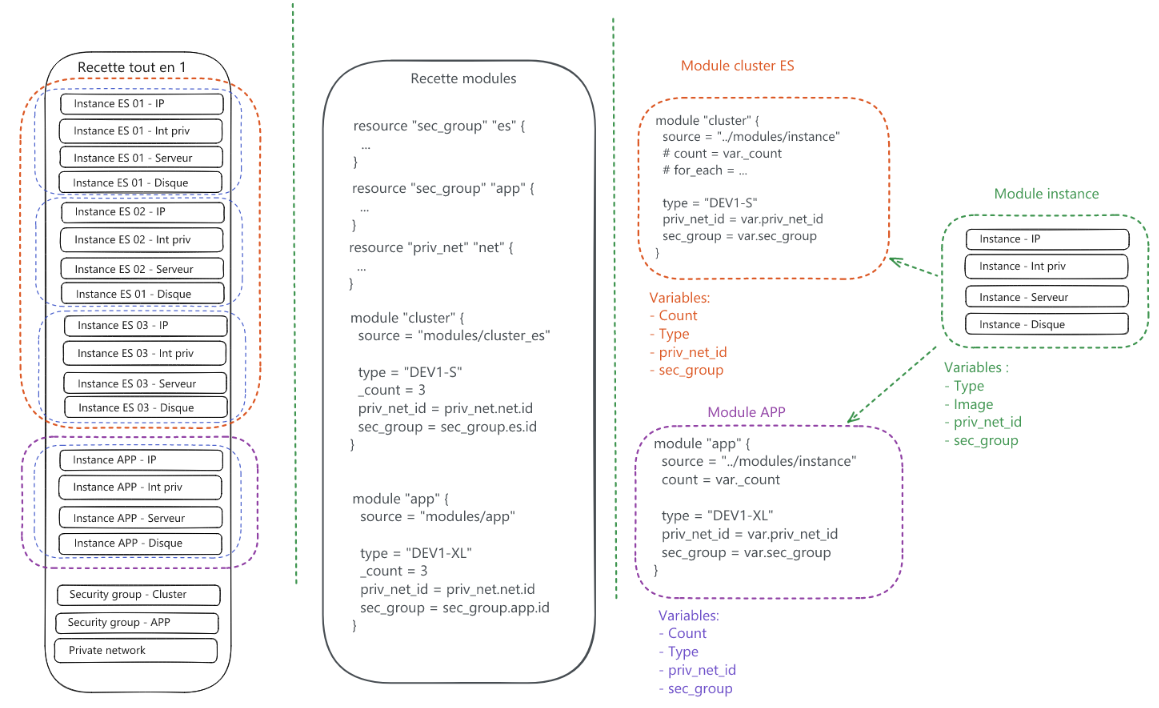 Recette tout en 1
Instance ES 01 - IP
Instance ES 01 - Int priv
Instance ES 01 - Serveur
Instance ES 01 - Disque
Instance ES 02 - IP
Instance ES 02 - Int priv
Instance ES 02 - Serveur
Instance ES 01 - Disque
Instance ES 03 - IP
Instance ES 03 - Int priv
Instance ES 03 - Serveur
Instance ES 03 - Disque
Instance APP - IP
Instance APP - Int priv
Instance APP - Serveur
Instance APP - Disque
Security group - Cluster
Security group - APP
Private network
Recette modules
resource "sec_group" "es" {
...
}
resource "sec_group" "app" {
...
}
resource "priv_net" "net" {
...
}
module "cluster" {
source = "modules/cluster_es"
type = "DEV1-S"
_count = 3
priv_net_id = priv_net.net.id
sec_group = sec_group.es.id
}
module "app" {
source = "modules/app"
type = "DEV1-XL"
_count = 3
priv_net_id = priv_net.net.id
sec_group = sec_group.app.id
}
Module cluster ES
module "cluster" {
source = "../modules/instance"
# count = var._count
# for_each = ...
type = "DEV1-S"
priv_net_id = var.priv_net_id
sec_group = var.sec_group
}
Variables:
- Count
- Type
- priv_net_id
- sec_group
Module APP
module "app" {
source = "../modules/instance"
count = var._count
type = "DEV1-XL"
priv_net_id = var.priv_net_id
sec_group = var.sec_group
}
Variables:
- Count
- Type
- priv_net_id
- sec_group
Module instance
Instance - IP
Instance - Int priv
Instance - Serveur
Instance - Disque
Variables :
- Type
- Image
- priv_net_id
- sec_group